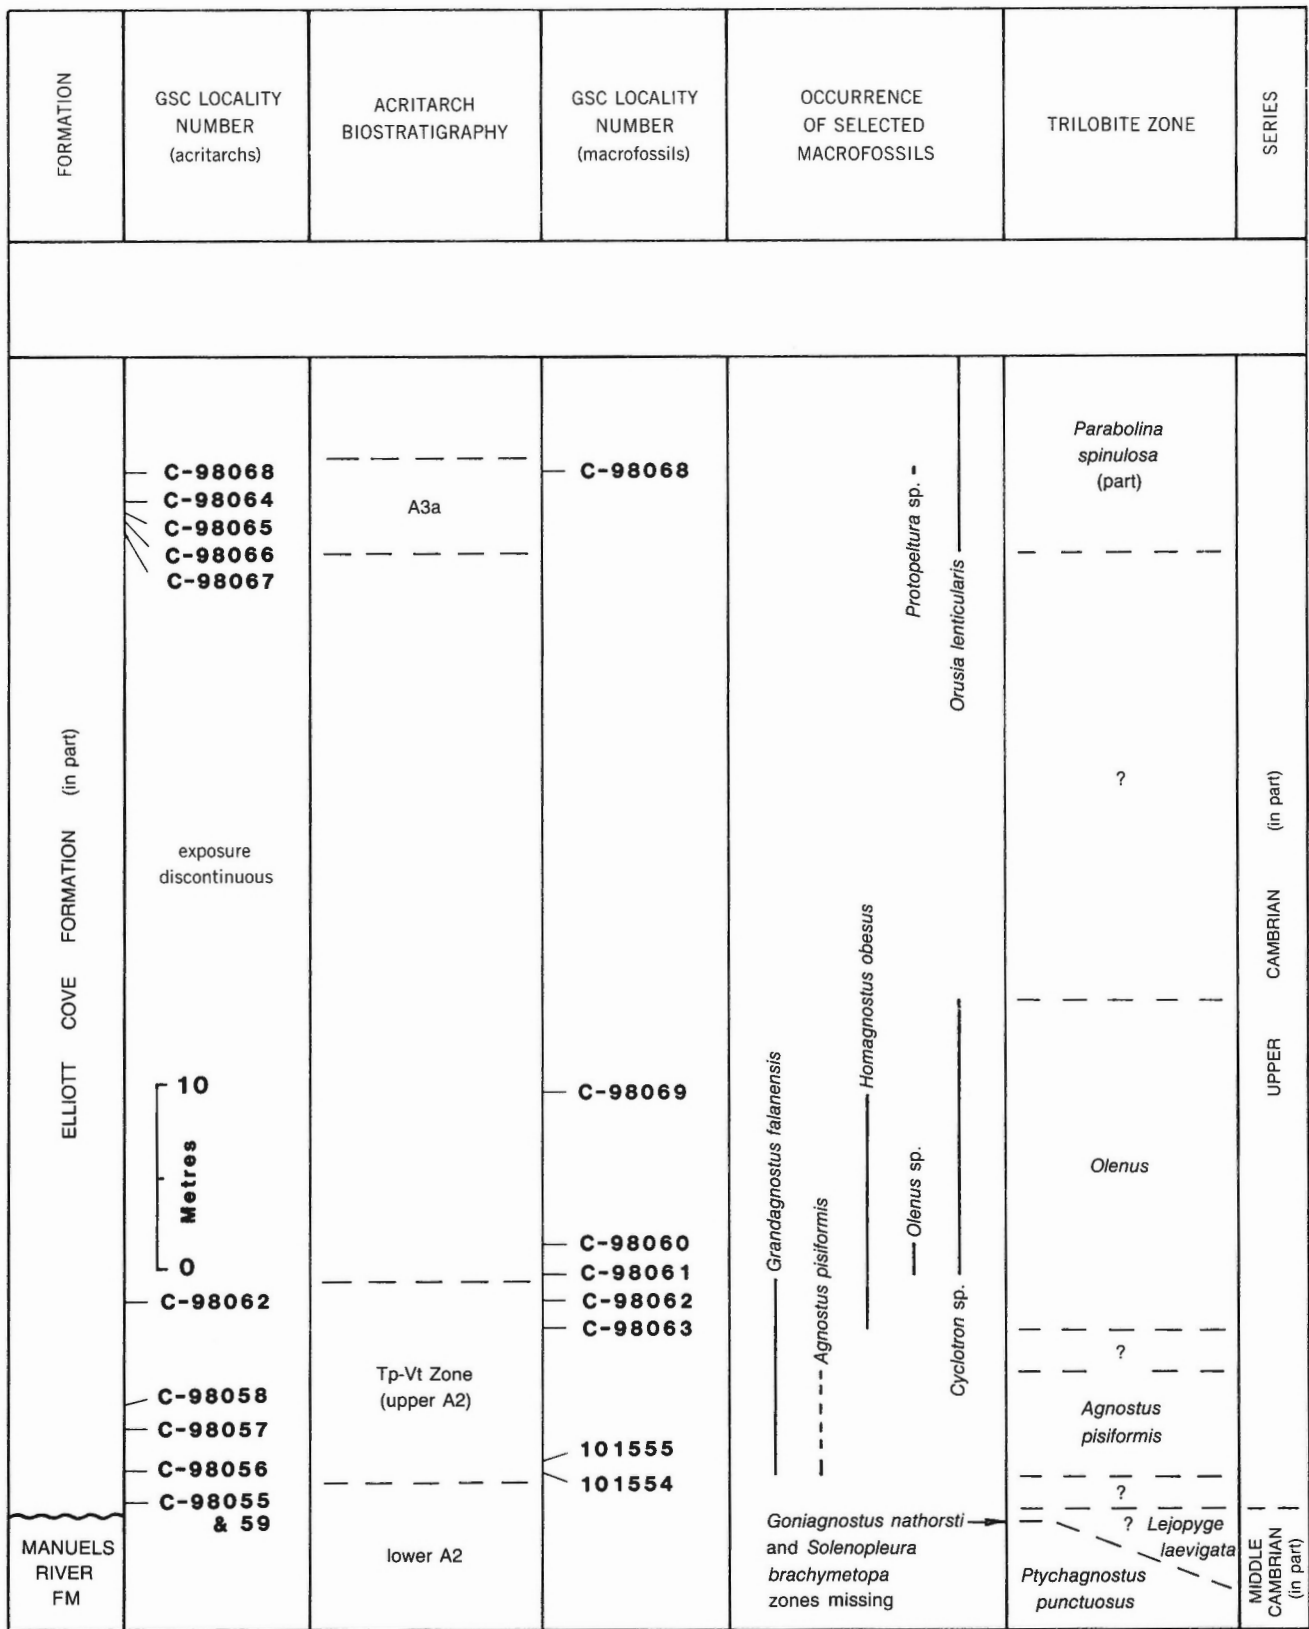 FORMATION
GSC LOCALITY
NUMBER
(acritarchs)
ACRITARCH
BIOSTRATIGRAPHY
GSC LOCALITY
NUMBER
(macrofossils)
OCCURRENCE
OF SELECTED
MACROFOSSILS
TRILOBITE ZONE
SERIES
ELLIOTT COVE FORMATION (in part)
MANUELS
RIVER
FM
C-98068
C-98064
C-98065
C-98066
C-98067
exposure
discontinuous
10
Metres
0
C-98062
C-98058
C-98057
C-98056
C-98055
& 59
A3a
Tp-Vt Zone
(upper A2)
lower A2
C-98068
C-98069
C-98060
C-98061
C-98062
C-98063
101555
101554
Protopeltura sp.
Orusia lenticularis
Grandagnostus falanensis
Agnostus pisiformis
Homagnostus obesus
Olenus sp.
Cyclotron sp.
Goniagnostus nathorsti
and Solenopleura
brachymetopa
zones missing
Parabolina
spinulosa
(part)
?
Olenus
?
Agnostus
pisiformis
?
? Lejopyge
laevigata
Ptychagnostus
punctuosus
UPPER CAMBRIAN (in part)
MIDDLE
CAMBRIAN
(in part)